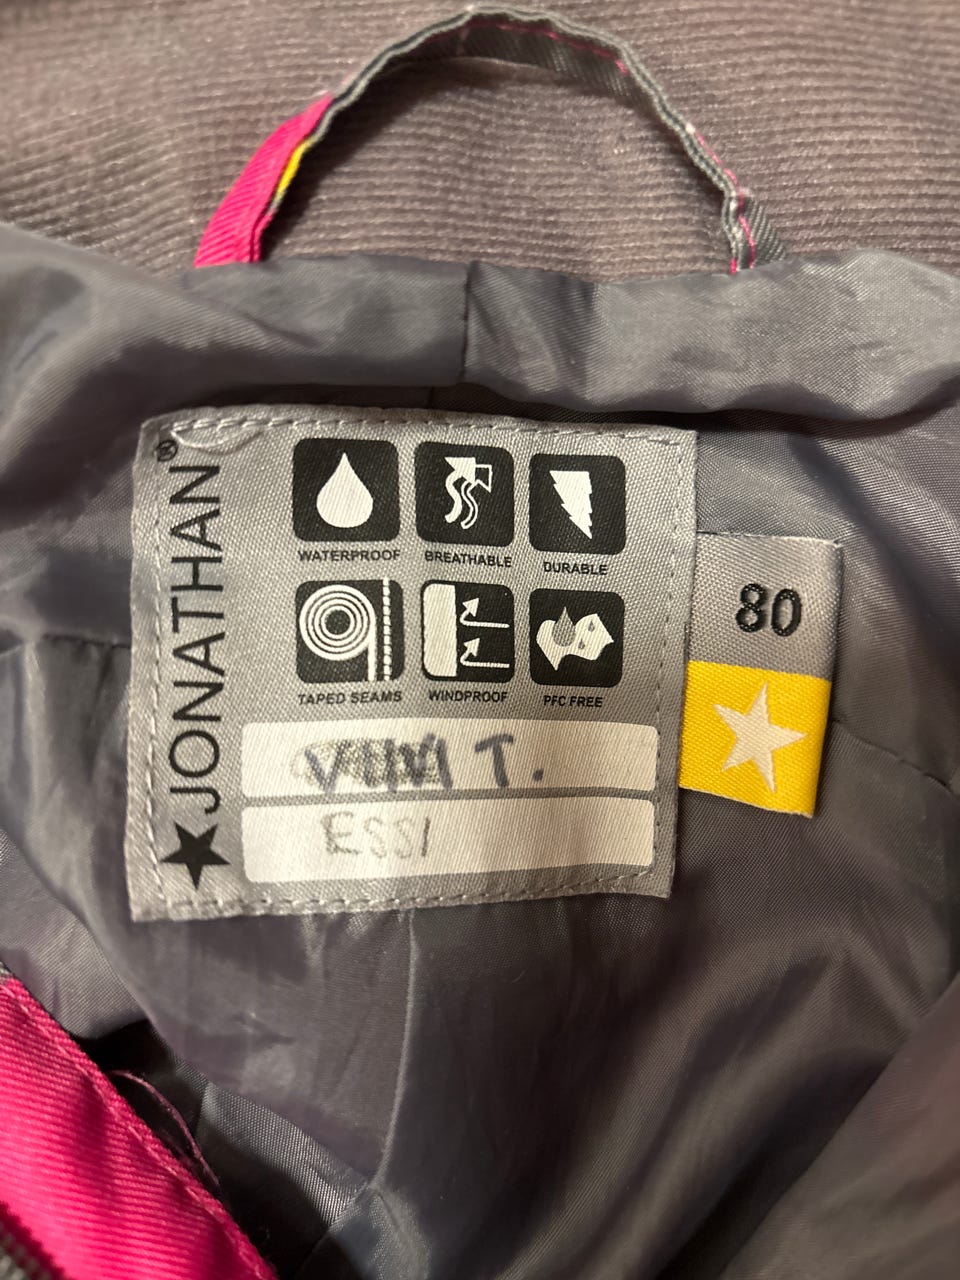 JONATHAN®
WATERPROOF BREATHABLE DURABLE
TAPED SEAMS WINDPROOF PFC FREE
T.
ESSI
80